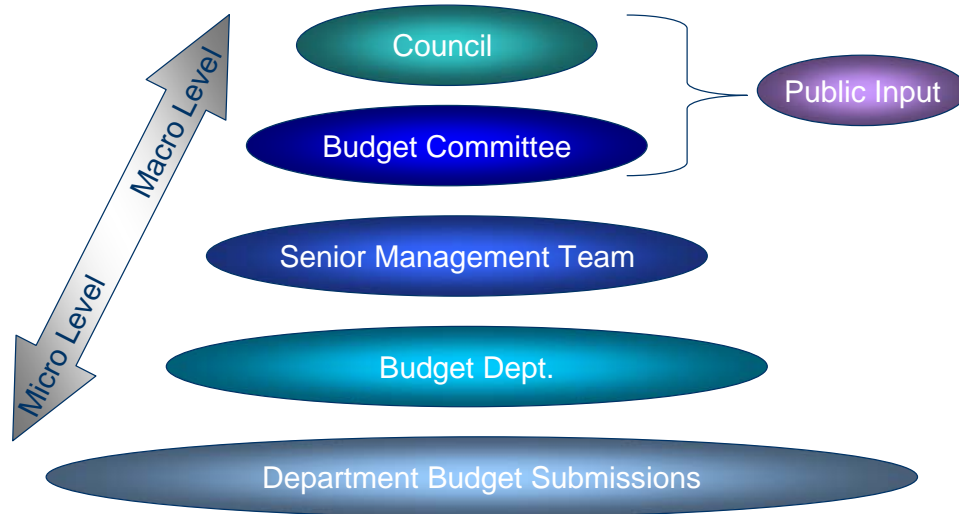 Council
Public Input
Budget Committee
Macro Level
Senior Management Team
Micro Level
Budget Dept.
Department Budget Submissions